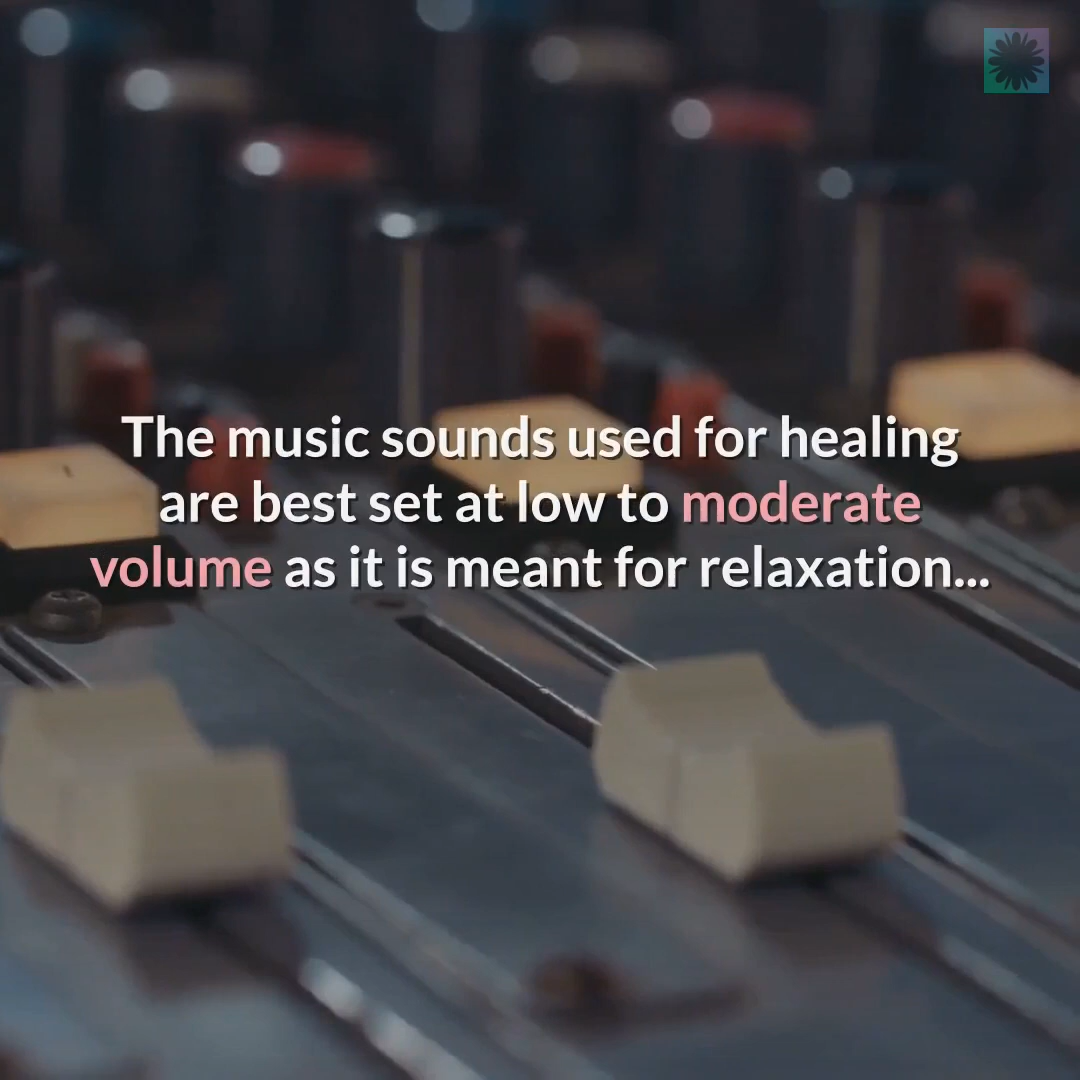 The music sounds used for healing
are best set at low to moderate
volume as it is meant for relaxation...